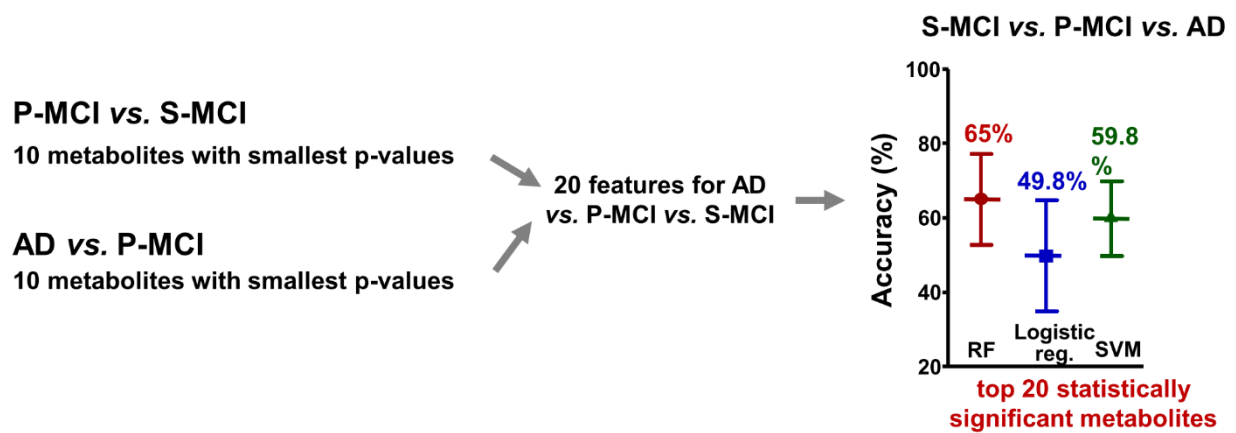 P-MCI vs. S-MCI
10 metabolites with smallest p-values
AD vs. P-MCI
10 metabolites with smallest p-values
20 features for AD
vs. P-MCI vs. S-MCI
S-MCI vs. P-MCI vs. AD
Accuracy (%)
100
80
60
40
20
65%
49.8%
59.8
%
RF
Logistic
reg.
SVM
top 20 statistically
significant metabolites